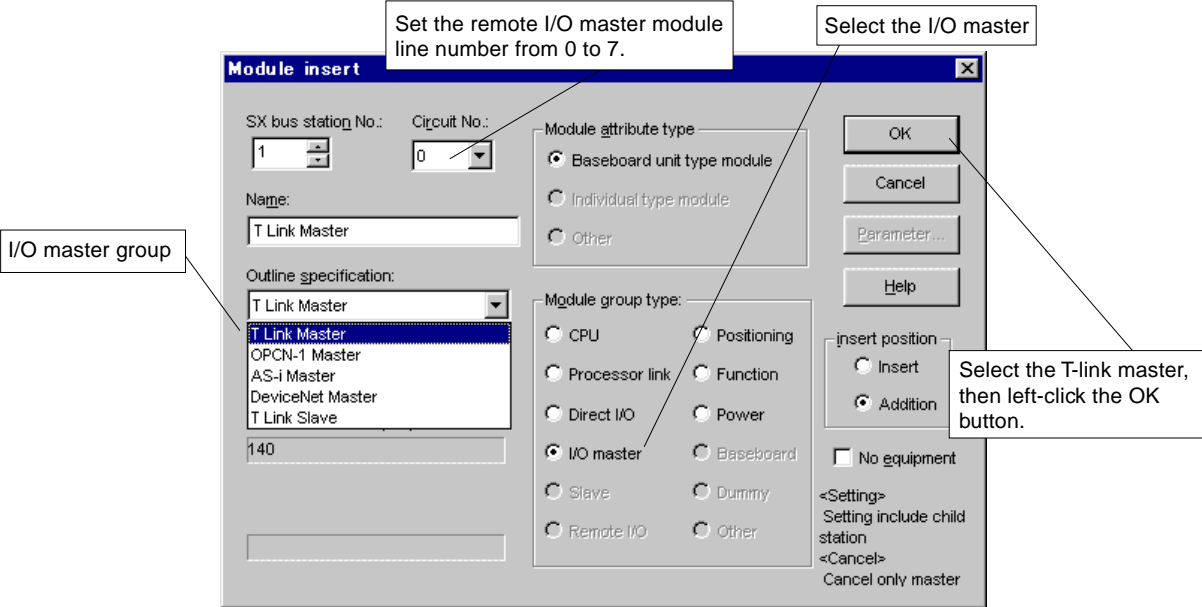 Set the remote I/O master module
line number from 0 to 7.
Select the I/O master
Module insert
SX bus station No.:
Circuit No.:
1
0
Name:
T Link Master
I/O master group
Outline specification:
T Link Master
T Link Master
OPCN-1 Master
AS-i Master
DeviceNet Master
T Link Slave
140
Module attribute type
Baseboard unit type module
Individual type module
Other
Module group type:
CPU
Positioning
Processor link
Function
Direct I/O
Power
I/O master
Baseboard
Slave
Dummy
Remote I/O
Other
OK
Cancel
Parameter...
Help
insert position
Insert
Addition
Select the T-link master,
then left-click the OK
button.
No equipment
<Setting>
Setting include child
station
<Cancel>
Cancel only master